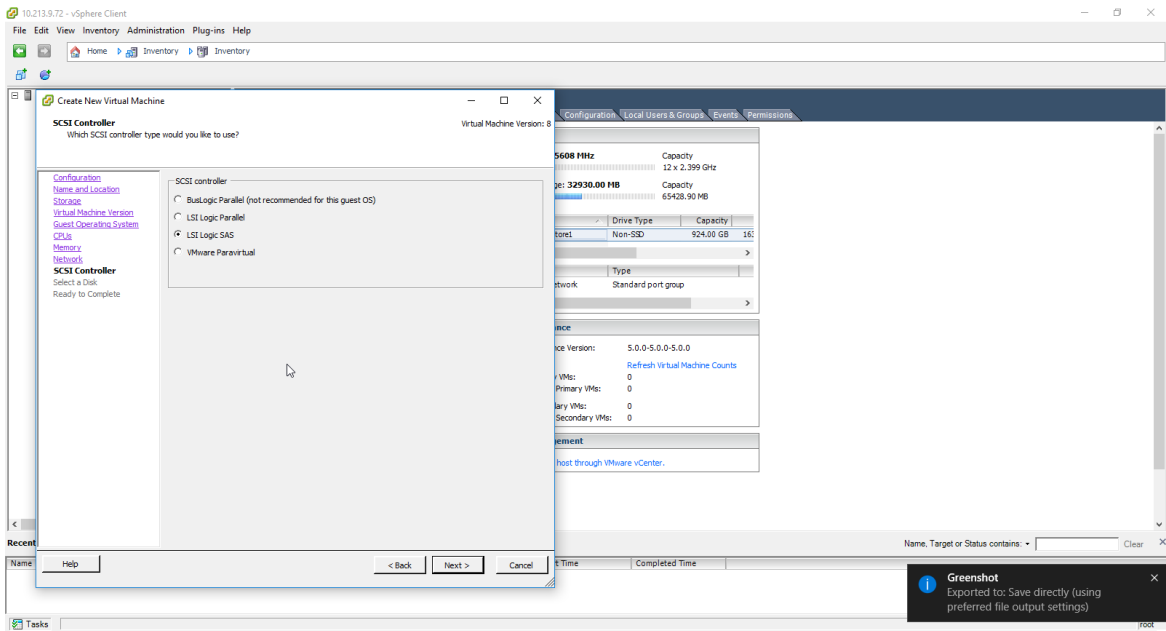 10.213.9.72 - vSphere Client
File Edit View Inventory Administration Plug-ins Help
Home Inventory Inventory
Create New Virtual Machine
SCSI Controller
Which SCSI controller type would you like to use?
Virtual Machine Version: 8
Configuration
Name and Location
Storage
Virtual Machine Version
Guest Operating System
CPUs
Memory
Network
SCSI Controller
Select a Disk
Ready to Complete
SCSI controller
BusLogic Parallel (not recommended for this guest OS)
LSI Logic Parallel
LSI Logic SAS
VMware Paravirtual
Help
< Back
Next >
Cancel
Configuration Local Users & Groups Events Permissions
5608 MHz Capacity
12 x 2.399 GHz
ge: 32930.00 MB Capacity
65428.90 MB
Drive Type Capacity
tore1 Non-SSD 924.00 GB 163
Type
etwork Standard port group
ance
nce Version: 5.0.0-5.0.0-5.0.0
Refresh Virtual Machine Counts
y VMs: 0
Primary VMs: 0
dary VMs: 0
Secondary VMs: 0
gement
host through VMware vCenter.
Recent
Name, Target or Status contains:
Clear
Name
t Time Completed Time
Greenshot
Exported to: Save directly (using
preferred file output settings)
Tasks
root